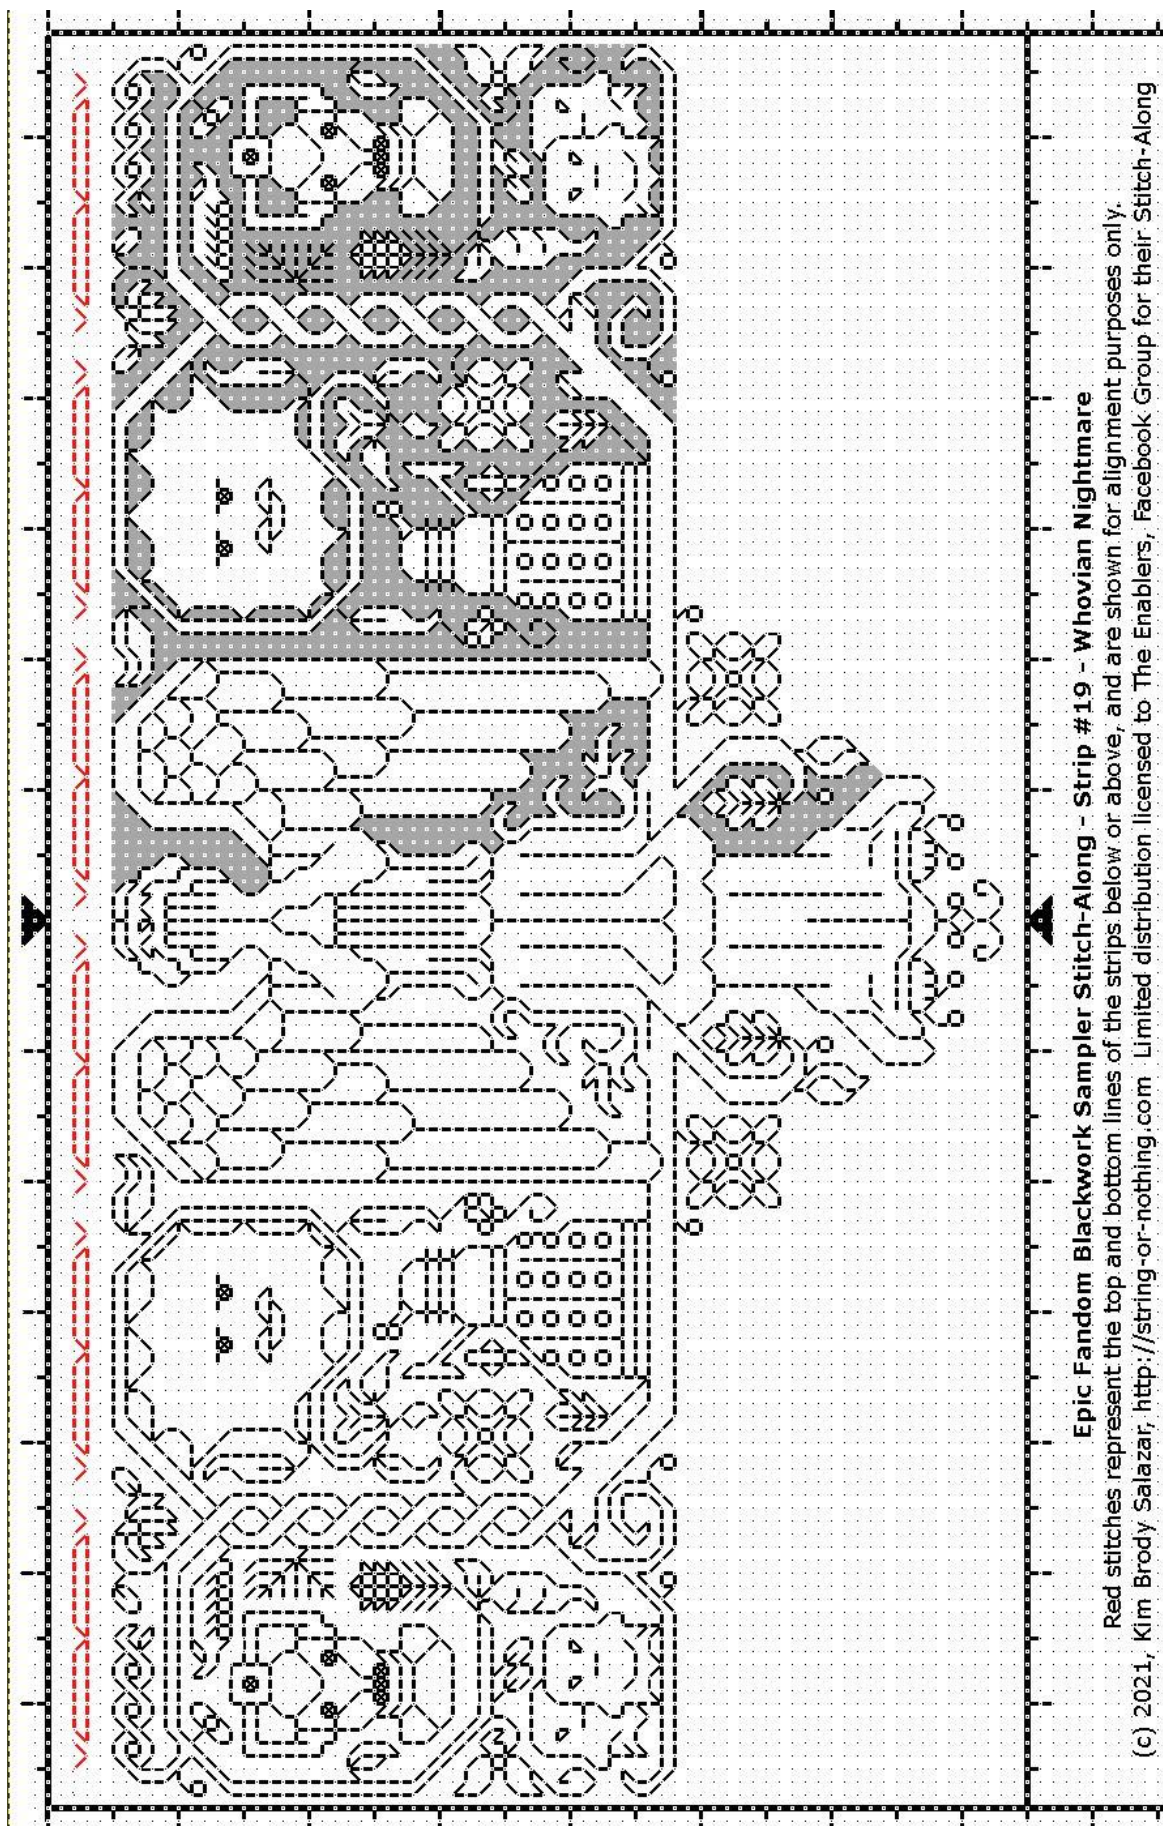 Epic Fandom Blackwork Sampler Stitch-Along - Strip #19 - Whovian Nightmare
Red stitches represent the top and bottom lines of the strips below or above, and are shown for alignment purposes only.
(c) 2021, Kim Brody Salazar, http://string-or-nothing.com  Limited distribution licensed to The Enablers, Facebook Group for their Stitch-Along